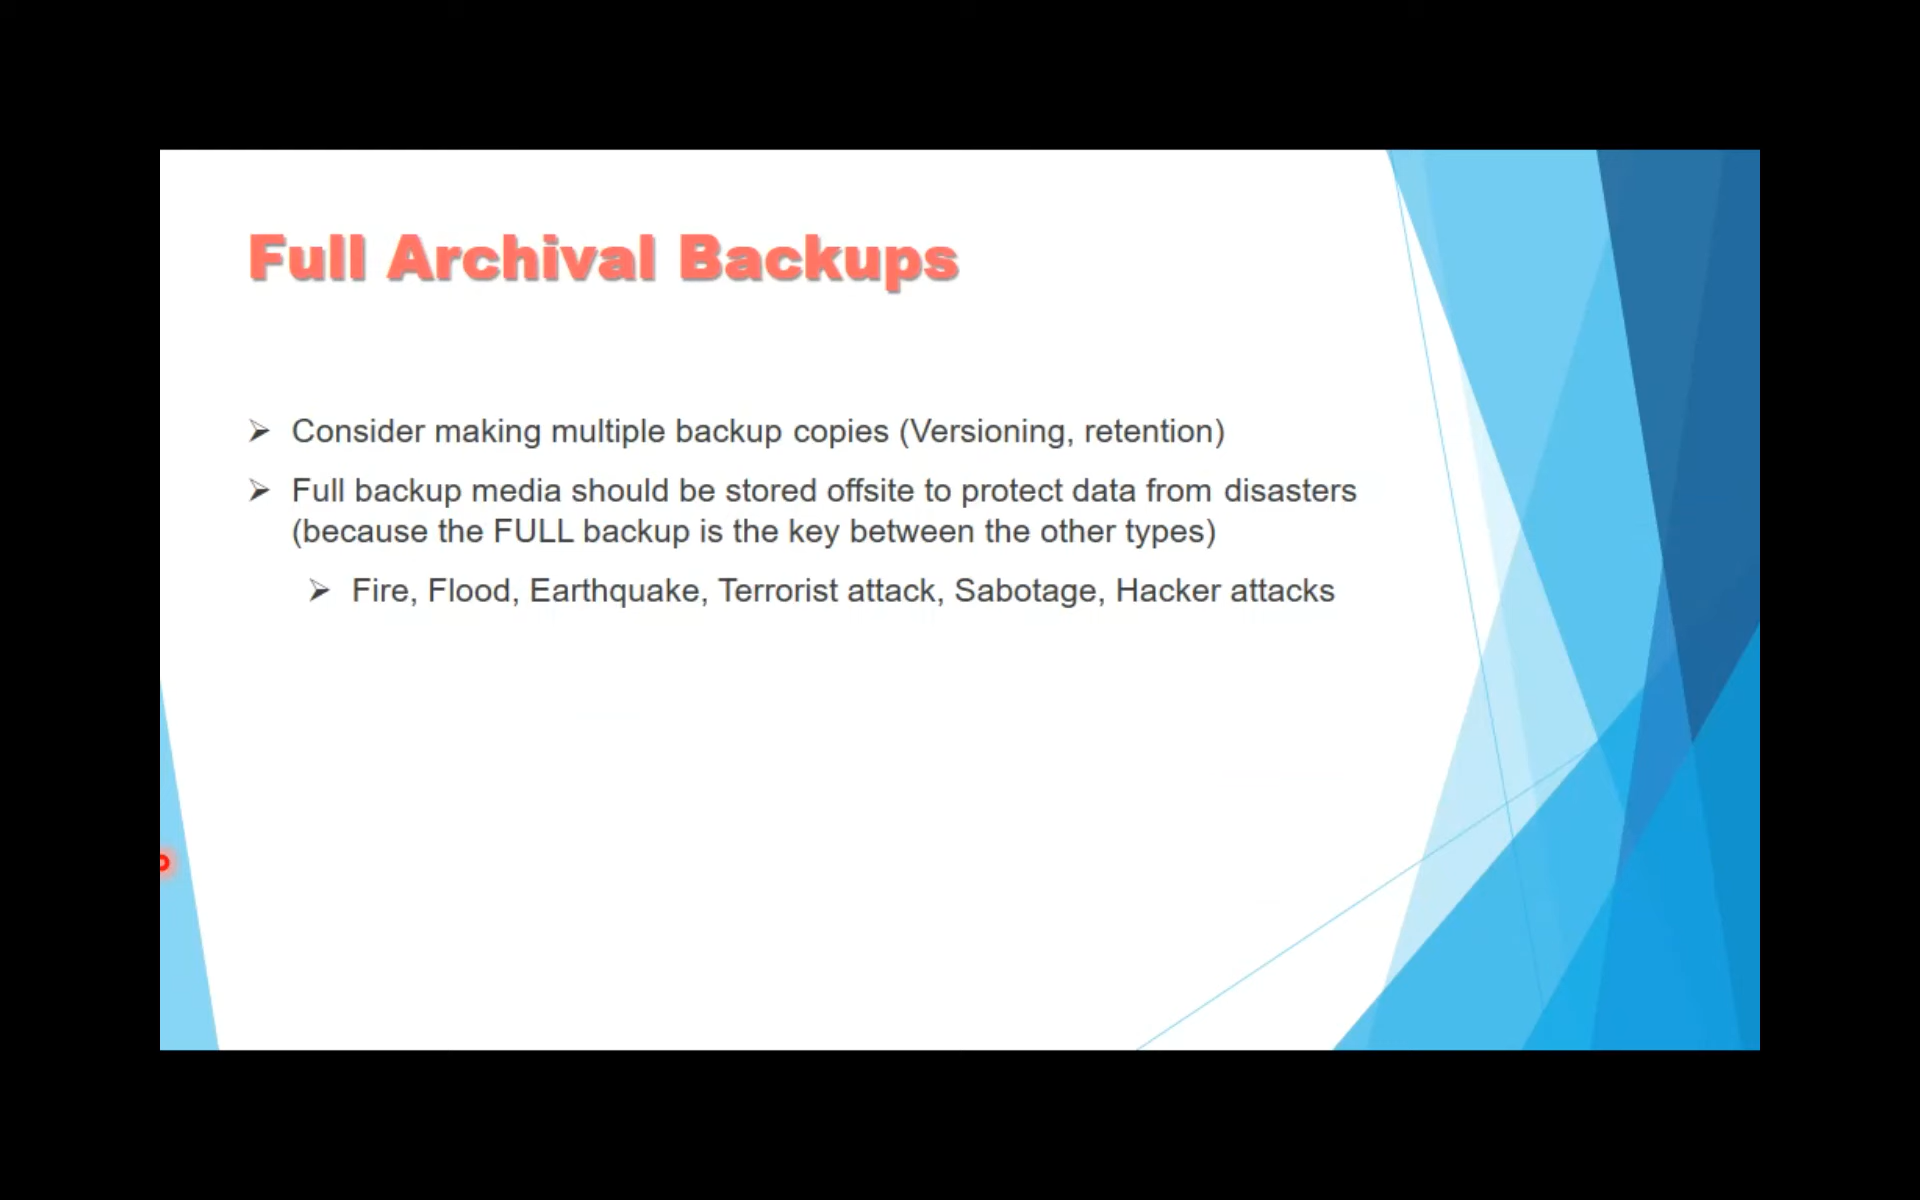 Full Archival Backups
Consider making multiple backup copies (Versioning, retention)
Full backup media should be stored offsite to protect data from disasters
(because the FULL backup is the key between the other types)
Fire, Flood, Earthquake, Terrorist attack, Sabotage, Hacker attacks